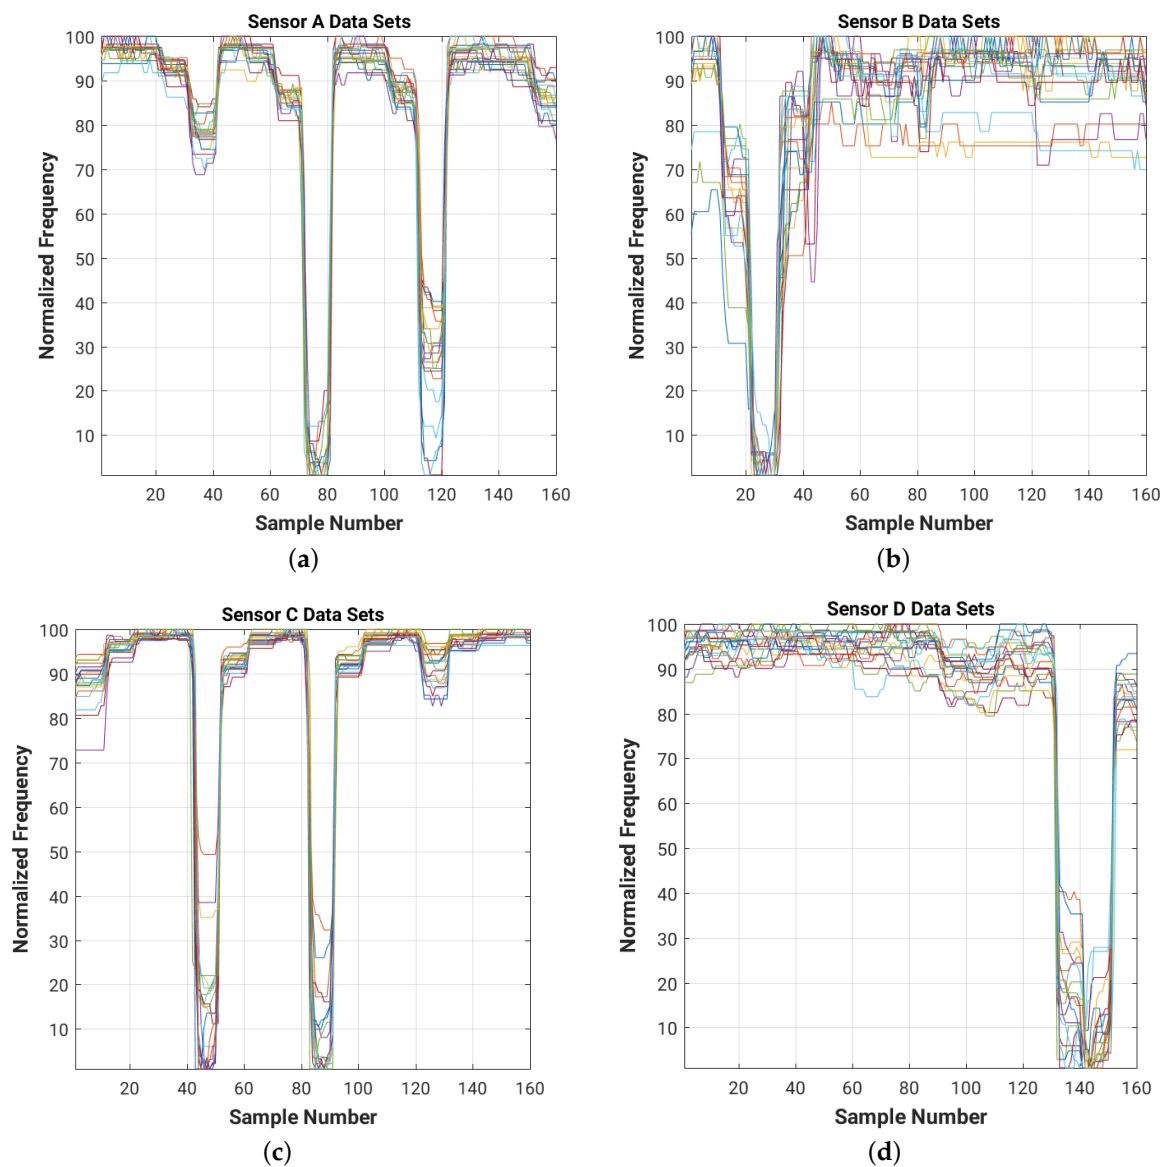 Sensor A Data Sets
100
90
80
70
60
50
40
30
20
10
Normalized Frequency
20 40 60 80 100 120 140 160
Sample Number
(a)
Sensor B Data Sets
100
90
80
70
60
50
40
30
20
10
Normalized Frequency
20 40 60 80 100 120 140 160
Sample Number
(b)
Sensor C Data Sets
100
90
80
70
60
50
40
30
20
10
Normalized Frequency
20 40 60 80 100 120 140 160
Sample Number
(c)
Sensor D Data Sets
100
90
80
70
60
50
40
30
20
10
Normalized Frequency
20 40 60 80 100 120 140 160
Sample Number
(d)